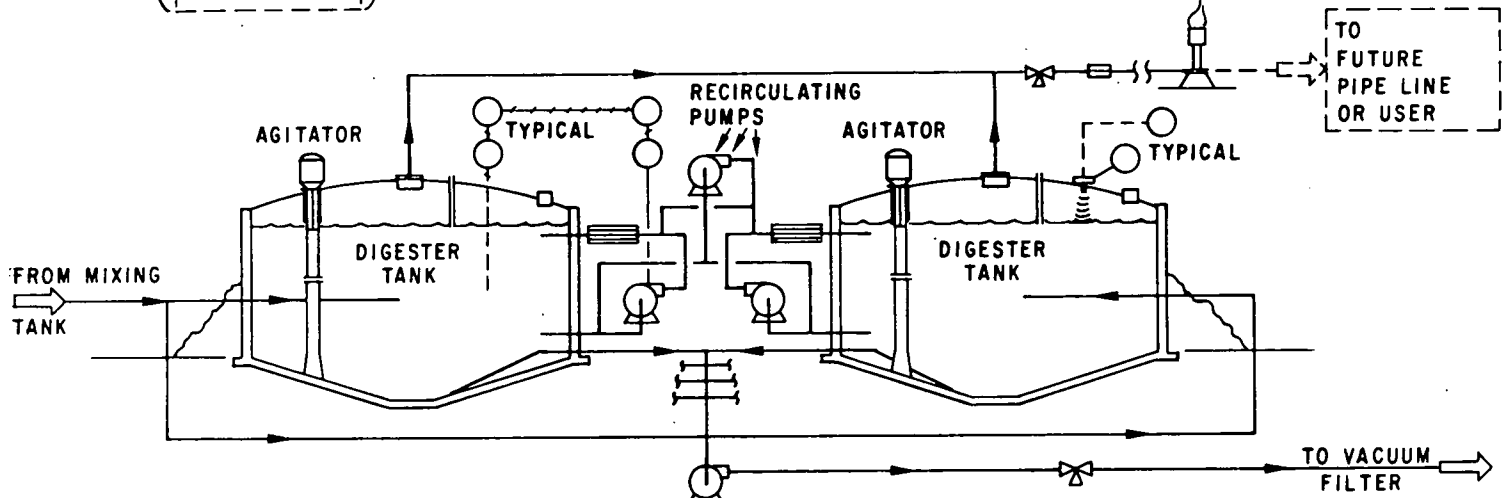 TO
FUTURE
PIPE LINE
OR USER
RECIRCULATING
PUMPS
AGITATOR
TYPICAL
AGITATOR
TYPICAL
DIGESTER
TANK
DIGESTER
TANK
FROM MIXING
TANK
TO VACUUM
FILTER